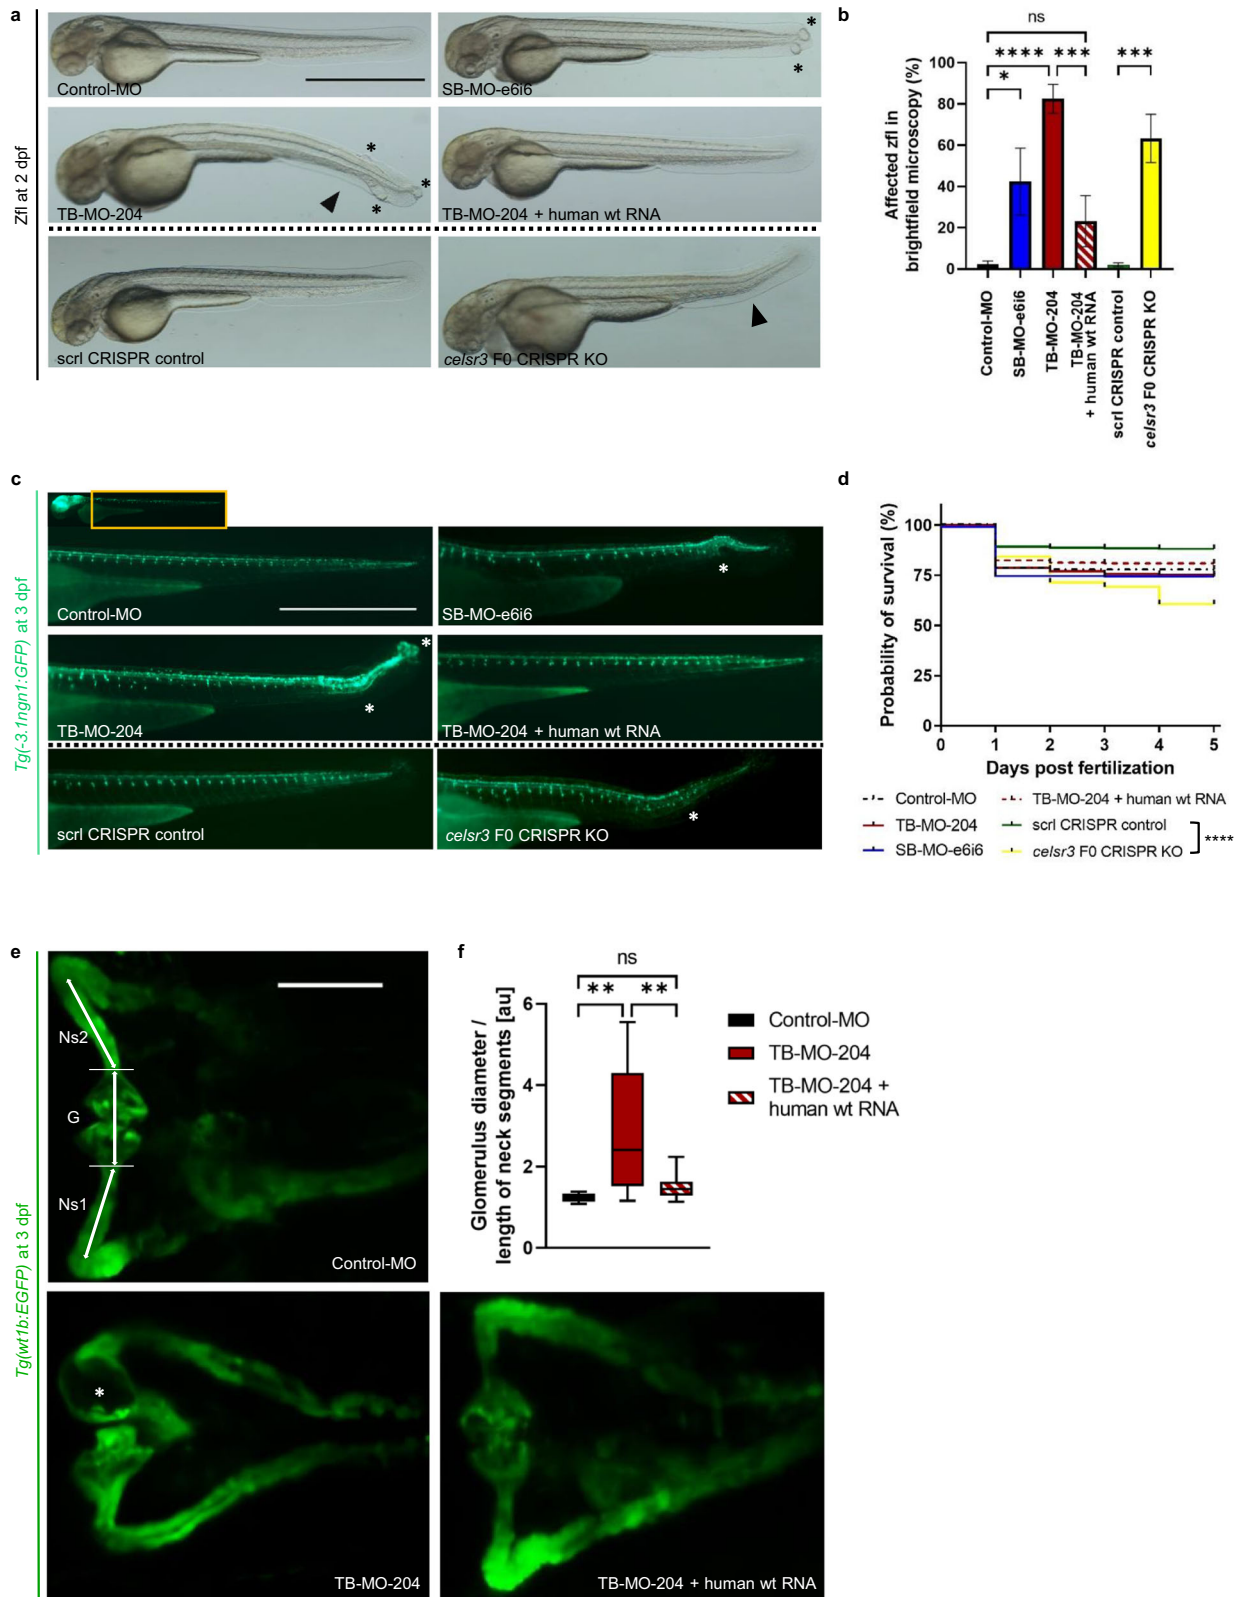 a
Zfl at 2 dpf
Control-MO
*
*
SB-MO-e6i6
*
*
*
TB-MO-204
TB-MO-204 + human wt RNA
scrl CRISPR control
celsr3 F0 CRISPR KO
b
ns
**** ***
***
*
Affected zfl in
brightfield microscopy (%)
100
80
60
40
20
0
Control-MO
SB-MO-e6i6
TB-MO-204
TB-MO-204
+ human wt RNA
scrl CRISPR control
celsr3 F0 CRISPR KO
c
Tg(-3.1ngn1:GFP) at 3 dpf
Control-MO
*
SB-MO-e6i6
*
*
TB-MO-204
TB-MO-204 + human wt RNA
scrl CRISPR control
*
celsr3 F0 CRISPR KO
d
Probability of survival (%)
100
75
50
25
0
0 1 2 3 4 5
Days post fertilization
Control-MO
TB-MO-204 + human wt RNA
TB-MO-204
scrl CRISPR control
SB-MO-e6i6
celsr3 F0 CRISPR KO
****
e
Tg(wt1b:EGFP) at 3 dpf
Ns2
G
Ns1
Control-MO
*
TB-MO-204
TB-MO-204 + human wt RNA
f
ns
** **
Glomerulus diameter /
length of neck segments [au]
6
4
2
0
Control-MO
TB-MO-204
TB-MO-204 +
human wt RNA